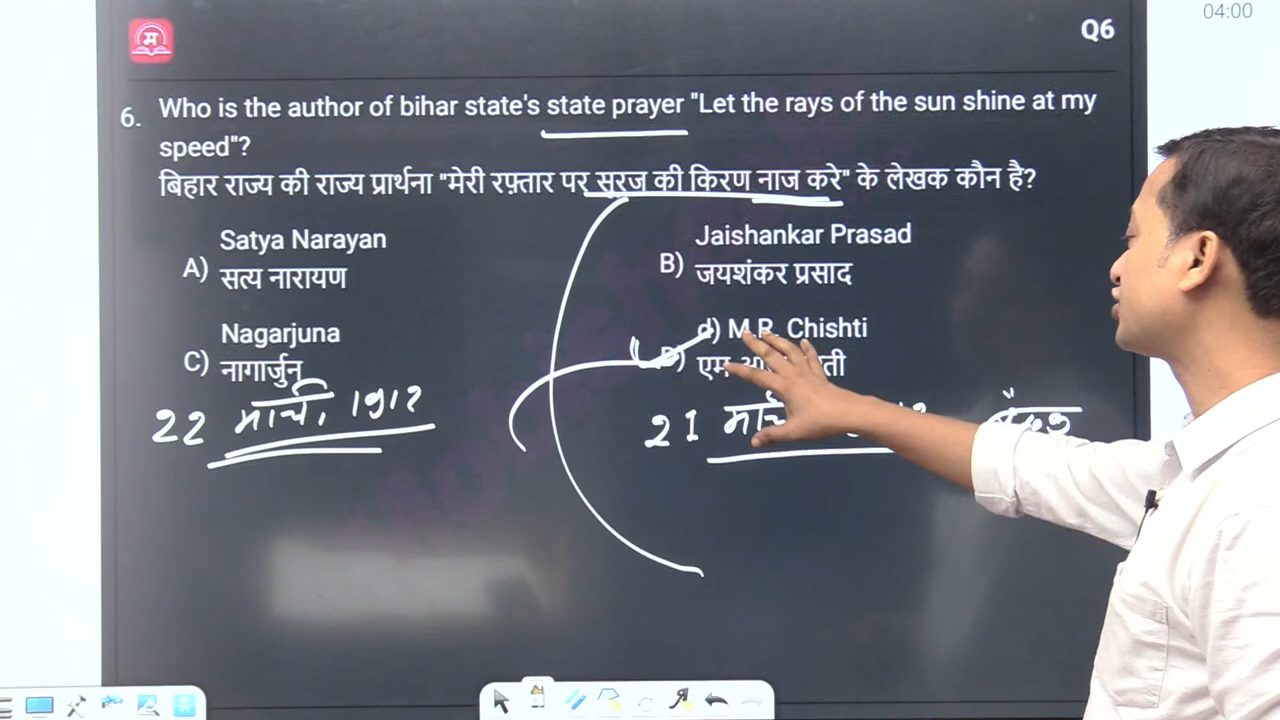 04:00
म
Q6
6. Who is the author of bihar state's state prayer "Let the rays of the sun shine at my
speed"?
बिहार राज्य की राज्य प्रार्थना "मेरी रफ़्तार पर सूरज की किरण नाज करे" के लेखक कौन है?
A) Satya Narayan
सत्य नारायण
B) Jaishankar Prasad
जयशंकर प्रसाद
C) Nagarjuna
नागार्जुन
d) M.R. Chishti
D)
22 मार्च, 1912
21 मार्च